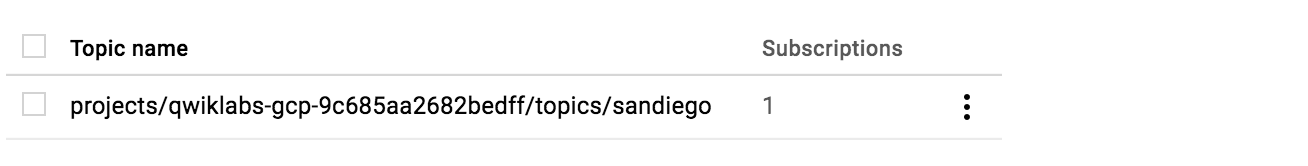 Topic name Subscriptions
projects/qwiklabs-gcp-9c685aa2682bedff/topics/sandiego 1